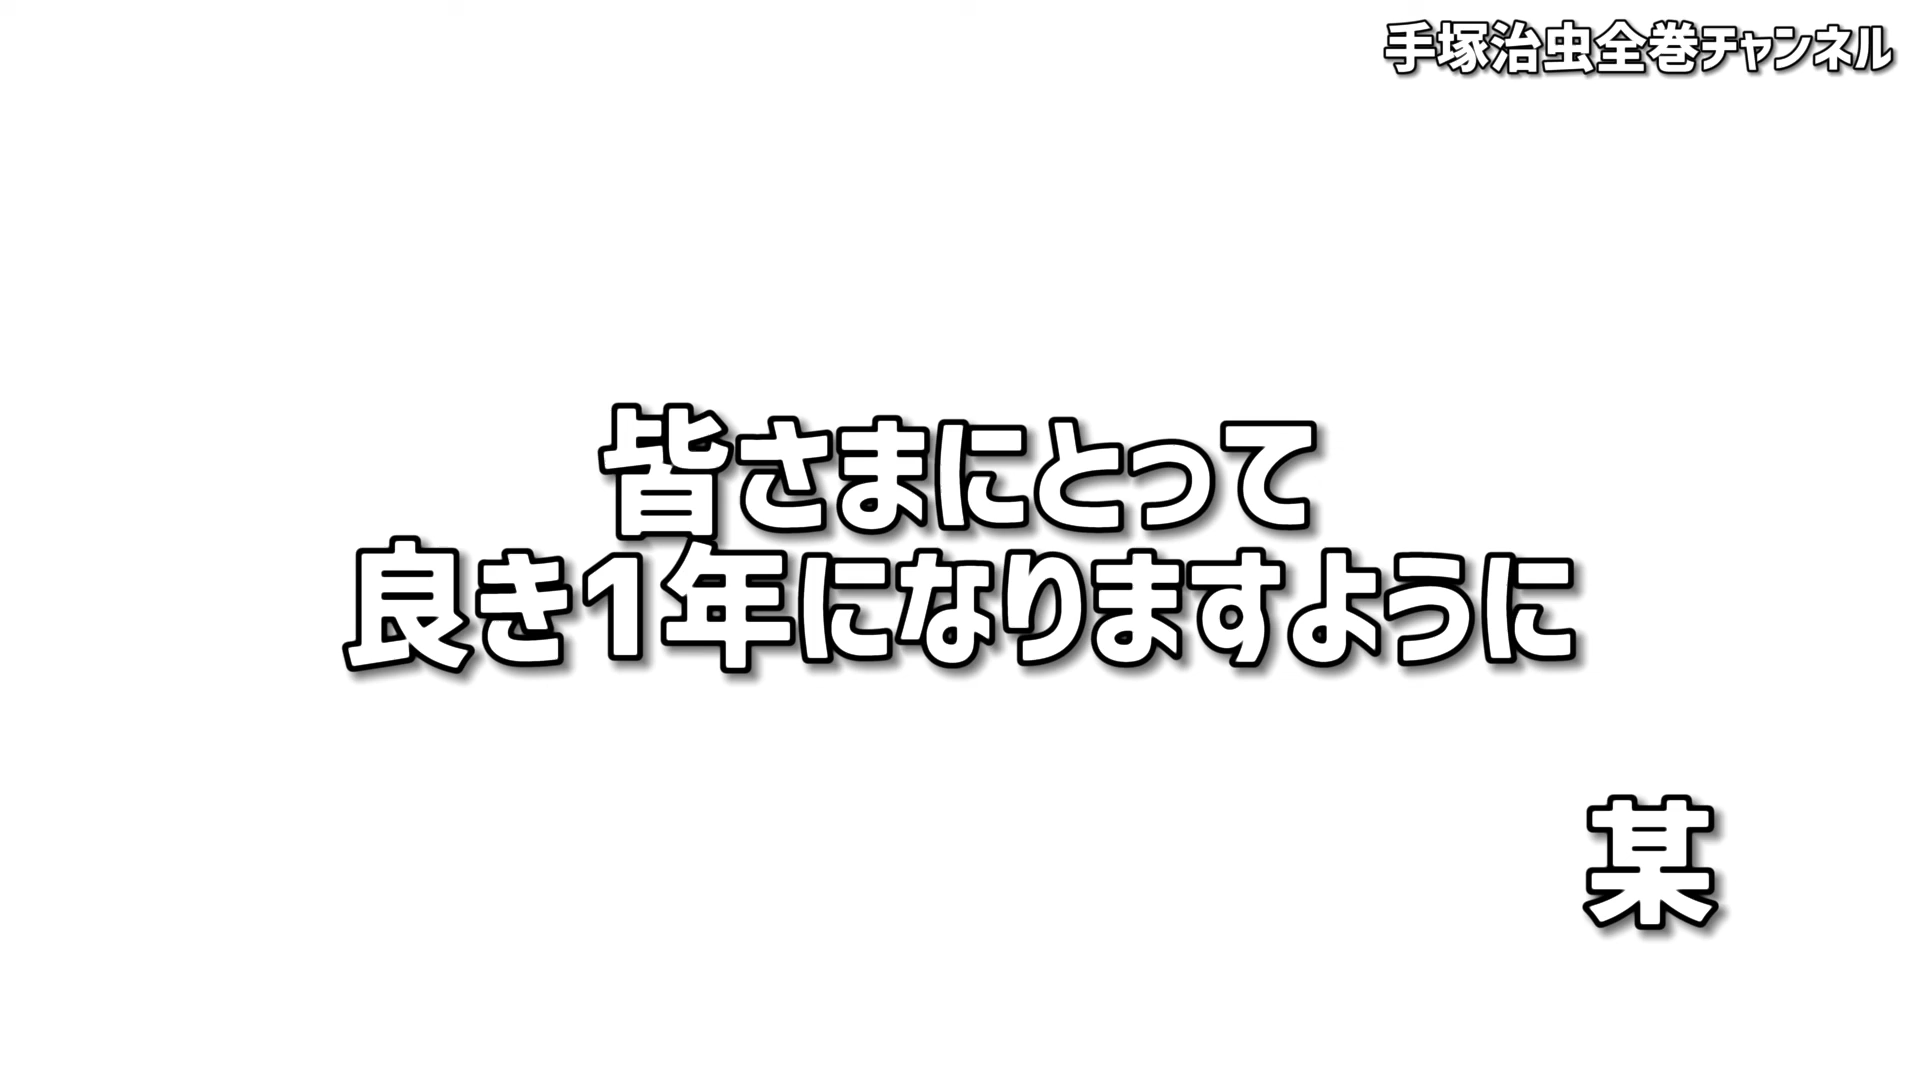 手塚治虫全巻チャンネル
皆さまにとって
良き1年になりますように
某